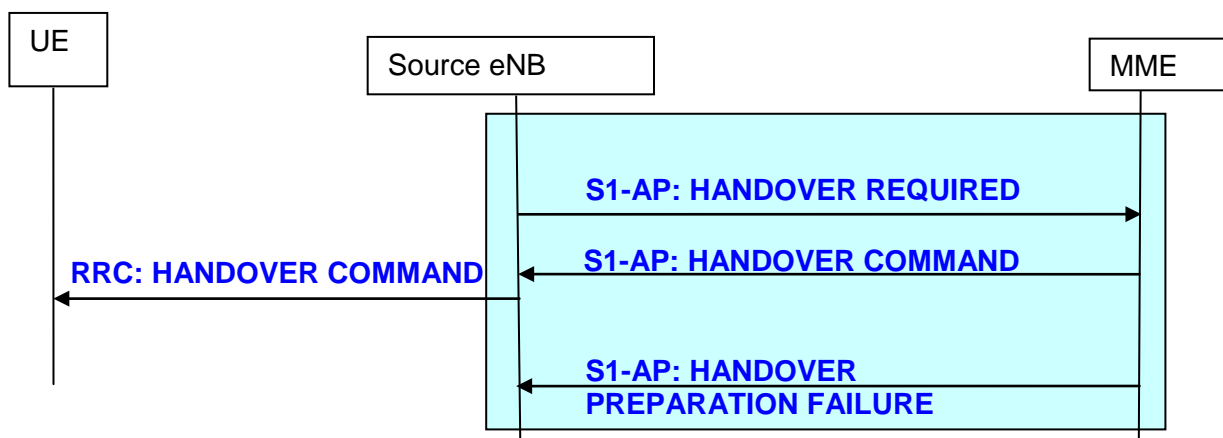 UE
Source eNB
MME
S1-AP: HANDOVER REQUIRED
RRC: HANDOVER COMMAND
S1-AP: HANDOVER COMMAND
S1-AP: HANDOVER
PREPARATION FAILURE